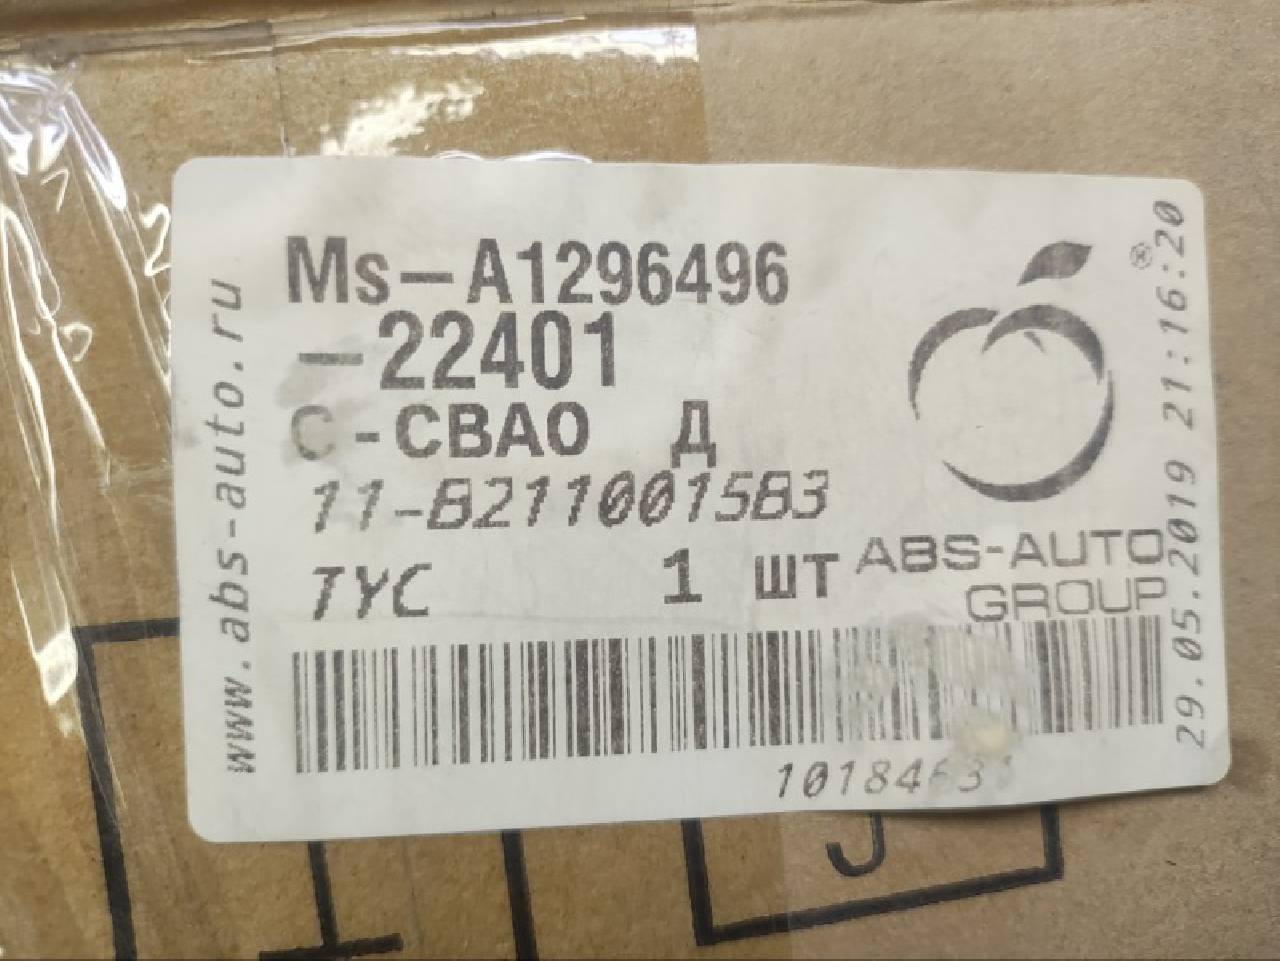 Ms-A1296496
-22401
С-СВАО Д
11-B2110015B3
TYC 1 шт
ABS-AUTO
GROUP
®
www.abs-auto.ru
29.05.2019 21:16:20
J